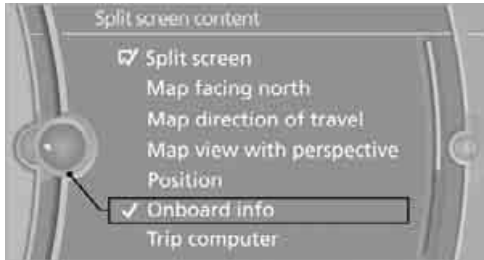 Split screen content
Split screen
Map facing north
Map direction of travel
Map view with perspective
Position
Onboard info
Trip computer